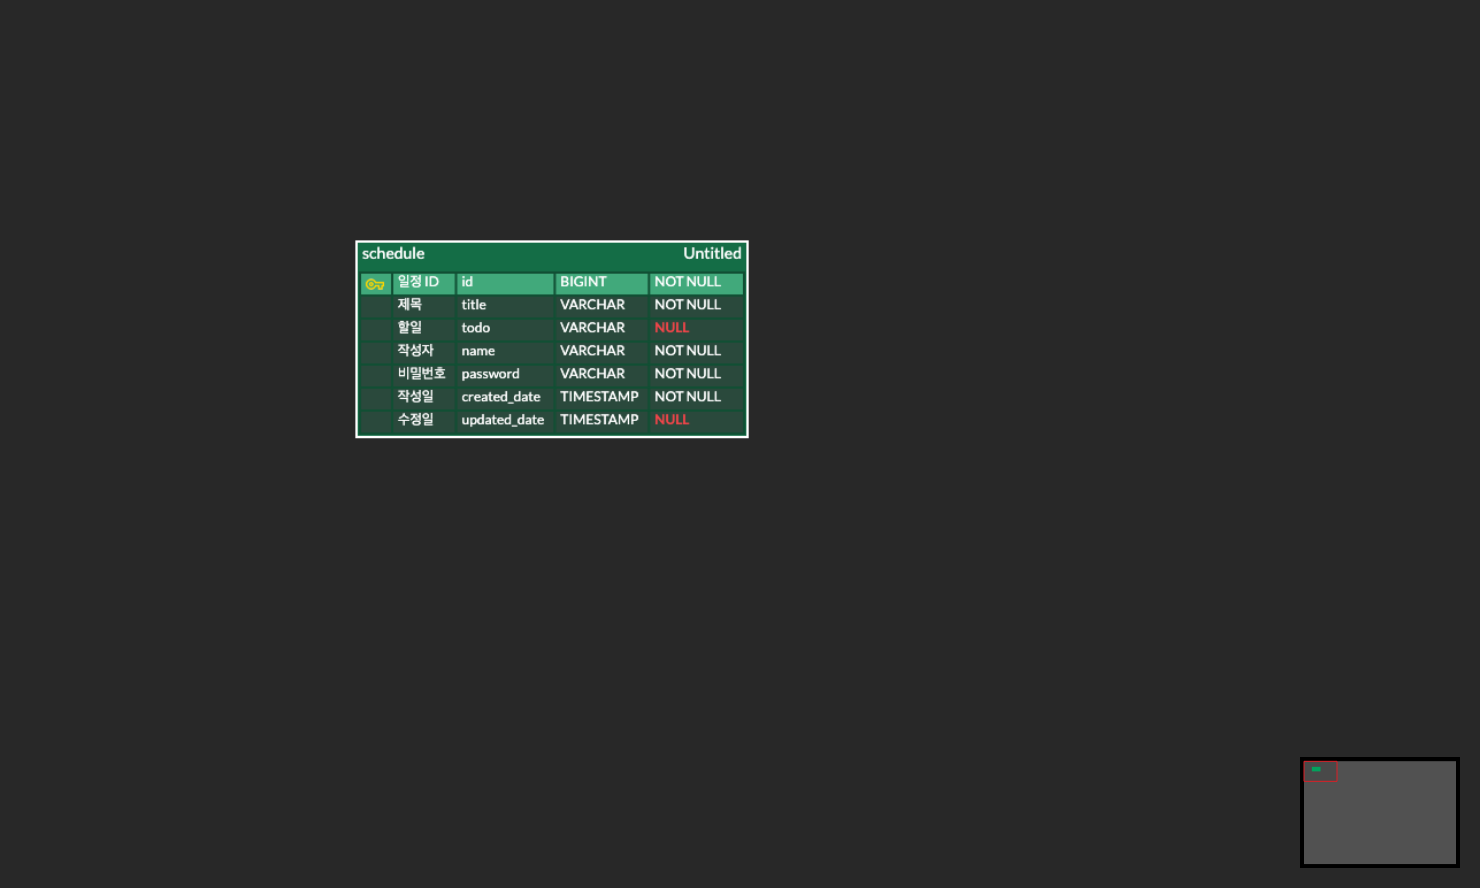 schedule Untitled
일정 ID id BIGINT NOT NULL
제목 title VARCHAR NOT NULL
할일 todo VARCHAR NULL
작성자 name VARCHAR NOT NULL
비밀번호 password VARCHAR NOT NULL
작성일 created_date TIMESTAMP NOT NULL
수정일 updated_date TIMESTAMP NULL